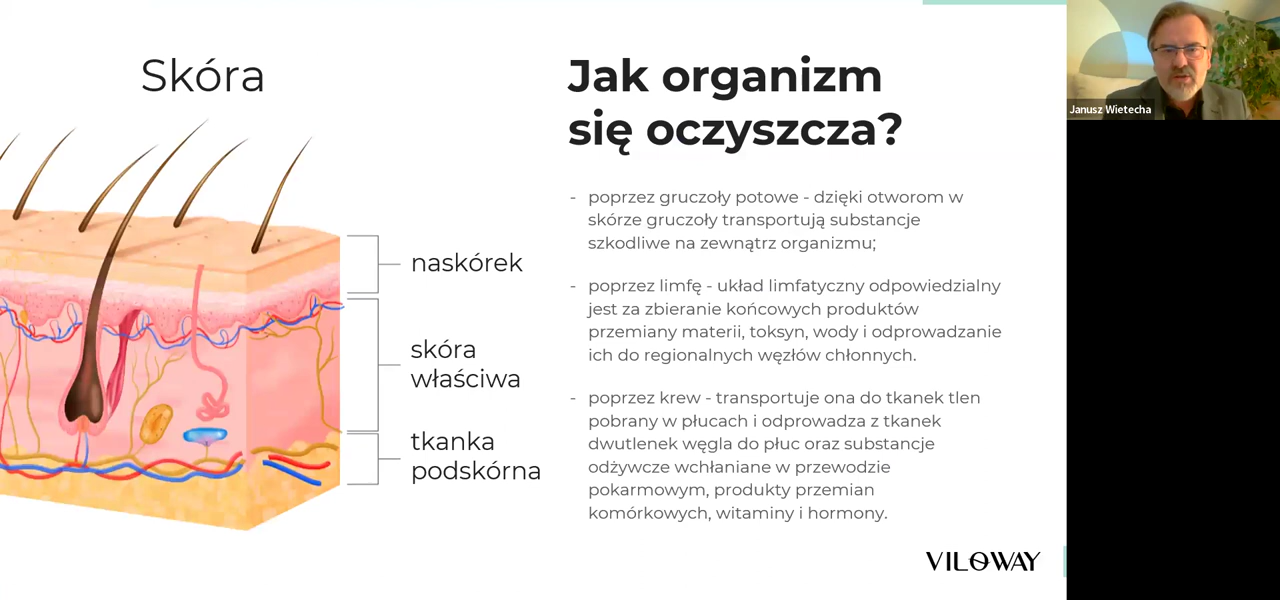 Skóra
naskórek
skóra
właściwa
tkanka
podskórna
Jak organizm
się oczyszcza?
- poprzez gruczoły potowe - dzięki otworom w
skórze gruczoły transportują substancje
szkodliwe na zewnątrz organizmu;
- poprzez limfę - układ limfatyczny odpowiedzialny
jest za zbieranie końcowych produktów
przemiany materii, toksyn, wody i odprowadzanie
ich do regionalnych węzłów chłonnych.
- poprzez krew - transportuje ona do tkanek tlen
pobrany w płucach i odprowadza z tkanek
dwutlenek węgla do płuc oraz substancje
odżywcze wchłaniane w przewodzie
pokarmowym, produkty przemian
komórkowych, witaminy i hormony.
VILOWAY
Janusz Wietecha